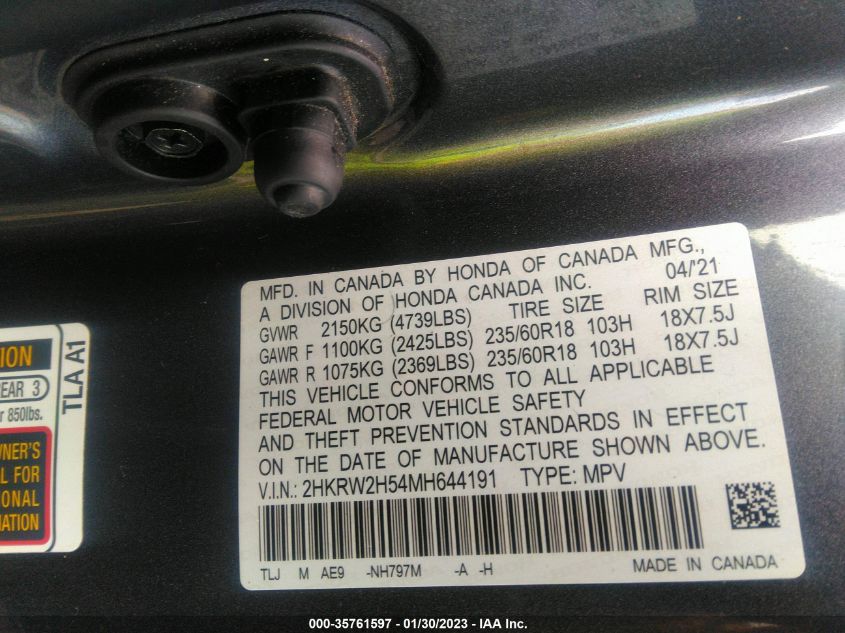 MFD. IN CANADA BY HONDA OF CANADA MFG.,
A DIVISION OF HONDA CANADA INC. 04/'21
GVWR 2150KG (4739LBS) TIRE SIZE RIM SIZE
GAWR F 1100KG (2425LBS) 235/60R18 103H 18X7.5J
GAWR R 1075KG (2369LBS) 235/60R18 103H 18X7.5J
THIS VEHICLE CONFORMS TO ALL APPLICABLE
FEDERAL MOTOR VEHICLE SAFETY
AND THEFT PREVENTION STANDARDS IN EFFECT
ON THE DATE OF MANUFACTURE SHOWN ABOVE.
V.I.N.: 2HKRW2H54MH644191 TYPE: MPV
TLJ M AE9 -NH797M -A -H MADE IN CANADA
TLA A1
3
850lbs.
FOR
000-35761597 - 01/30/2023 - IAA Inc.